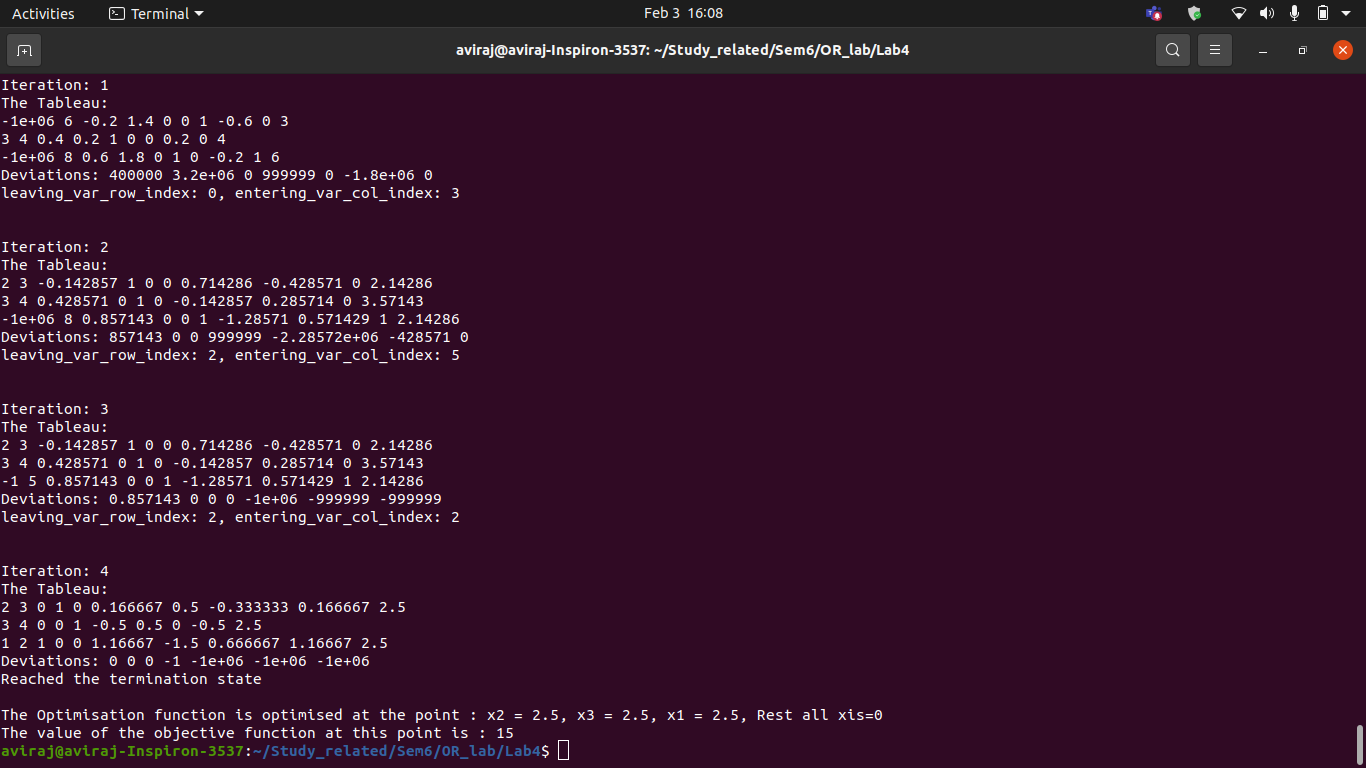 Activities Terminal Feb 3 16:08
aviraj@aviraj-Inspiron-3537: ~/Study_related/Sem6/OR_lab/Lab4
Iteration: 1
The Tableau:
-1e+06 6 -0.2 1.4 0 0 1 -0.6 0 3
3 4 0.4 0.2 1 0 0 0.2 0 4
-1e+06 8 0.6 1.8 0 1 0 -0.2 1 6
Deviations: 400000 3.2e+06 0 999999 0 -1.8e+06 0
leaving_var_row_index: 0, entering_var_col_index: 3
Iteration: 2
The Tableau:
2 3 -0.142857 1 0 0 0.714286 -0.428571 0 2.14286
3 4 0.428571 0 1 0 -0.142857 0.285714 0 3.57143
-1e+06 8 0.857143 0 0 1 -1.28571 0.571429 1 2.14286
Deviations: 857143 0 0 999999 -2.28572e+06 -428571 0
leaving_var_row_index: 2, entering_var_col_index: 5
Iteration: 3
The Tableau:
2 3 -0.142857 1 0 0 0.714286 -0.428571 0 2.14286
3 4 0.428571 0 1 0 -0.142857 0.285714 0 3.57143
-1 5 0.857143 0 0 1 -1.28571 0.571429 1 2.14286
Deviations: 0.857143 0 0 0 -1e+06 -999999 -999999
leaving_var_row_index: 2, entering_var_col_index: 2
Iteration: 4
The Tableau:
2 3 0 1 0 0.166667 0.5 -0.333333 0.166667 2.5
3 4 0 0 1 -0.5 0.5 0 -0.5 2.5
1 2 1 0 0 1.16667 -1.5 0.666667 1.16667 2.5
Deviations: 0 0 0 -1 -1e+06 -1e+06 -1e+06
Reached the termination state
The Optimisation function is optimised at the point : x2 = 2.5, x3 = 2.5, x1 = 2.5, Rest all xis=0
The value of the objective function at this point is : 15
aviraj@aviraj-Inspiron-3537:~/Study_related/Sem6/OR_lab/Lab4$